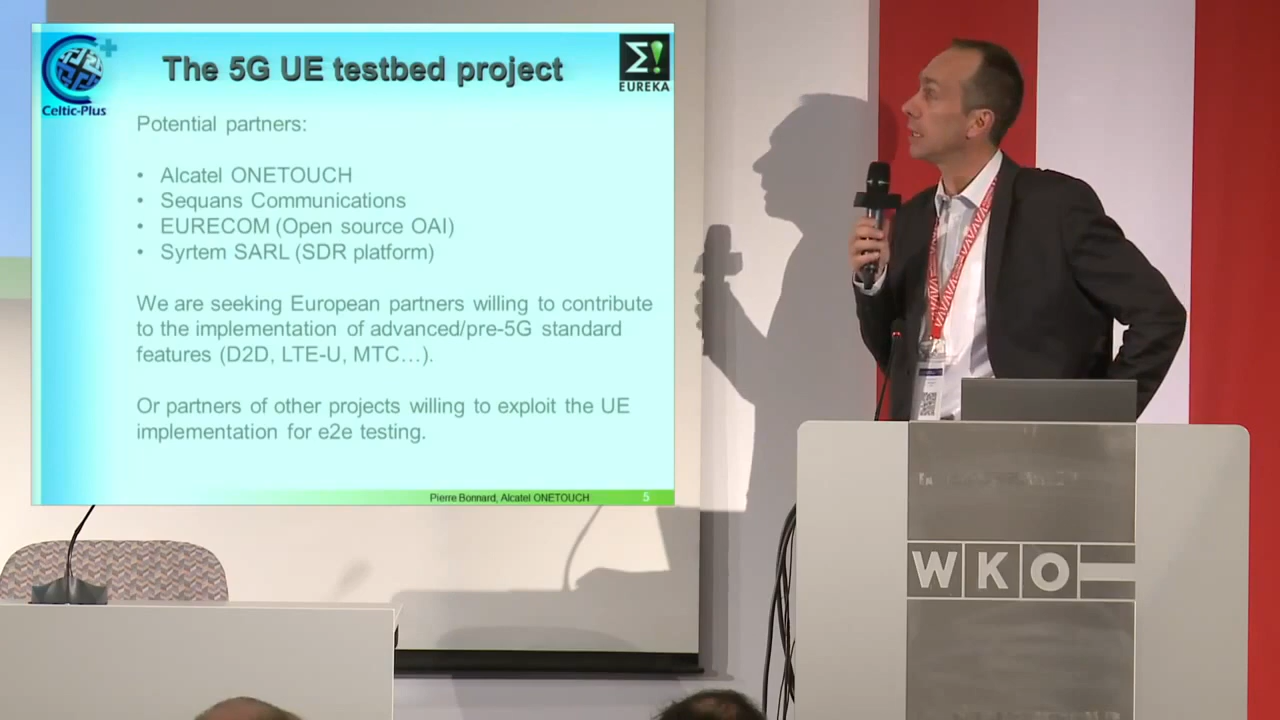 The 5G UE testbed project
Celtic-Plus
EUREKA
Potential partners:
• Alcatel ONETOUCH
• Sequans Communications
• EURECOM (Open source OAI)
• Syrtem SARL (SDR platform)
We are seeking European partners willing to contribute
to the implementation of advanced/pre-5G standard
features (D2D, LTE-U, MTC…).
Or partners of other projects willing to exploit the UE
implementation for e2e testing.
Pierre Bonnard, Alcatel ONETOUCH 5
WKO